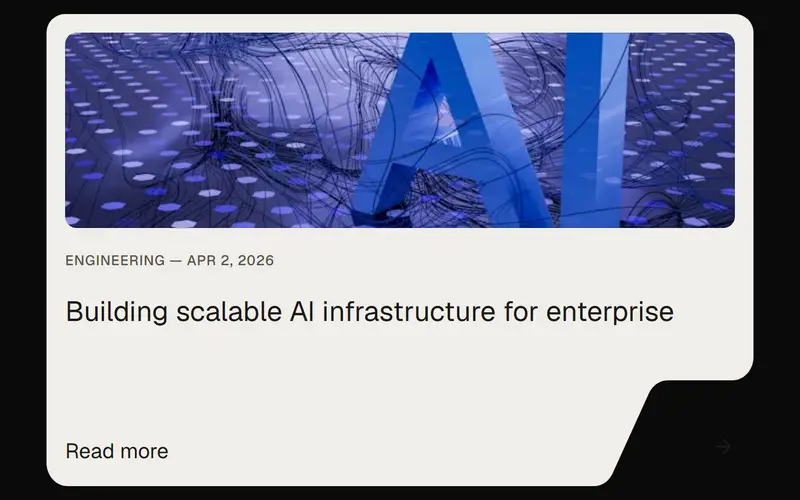 AI
ENGINEERING — APR 2, 2026
Building scalable AI infrastructure for enterprise
Read more